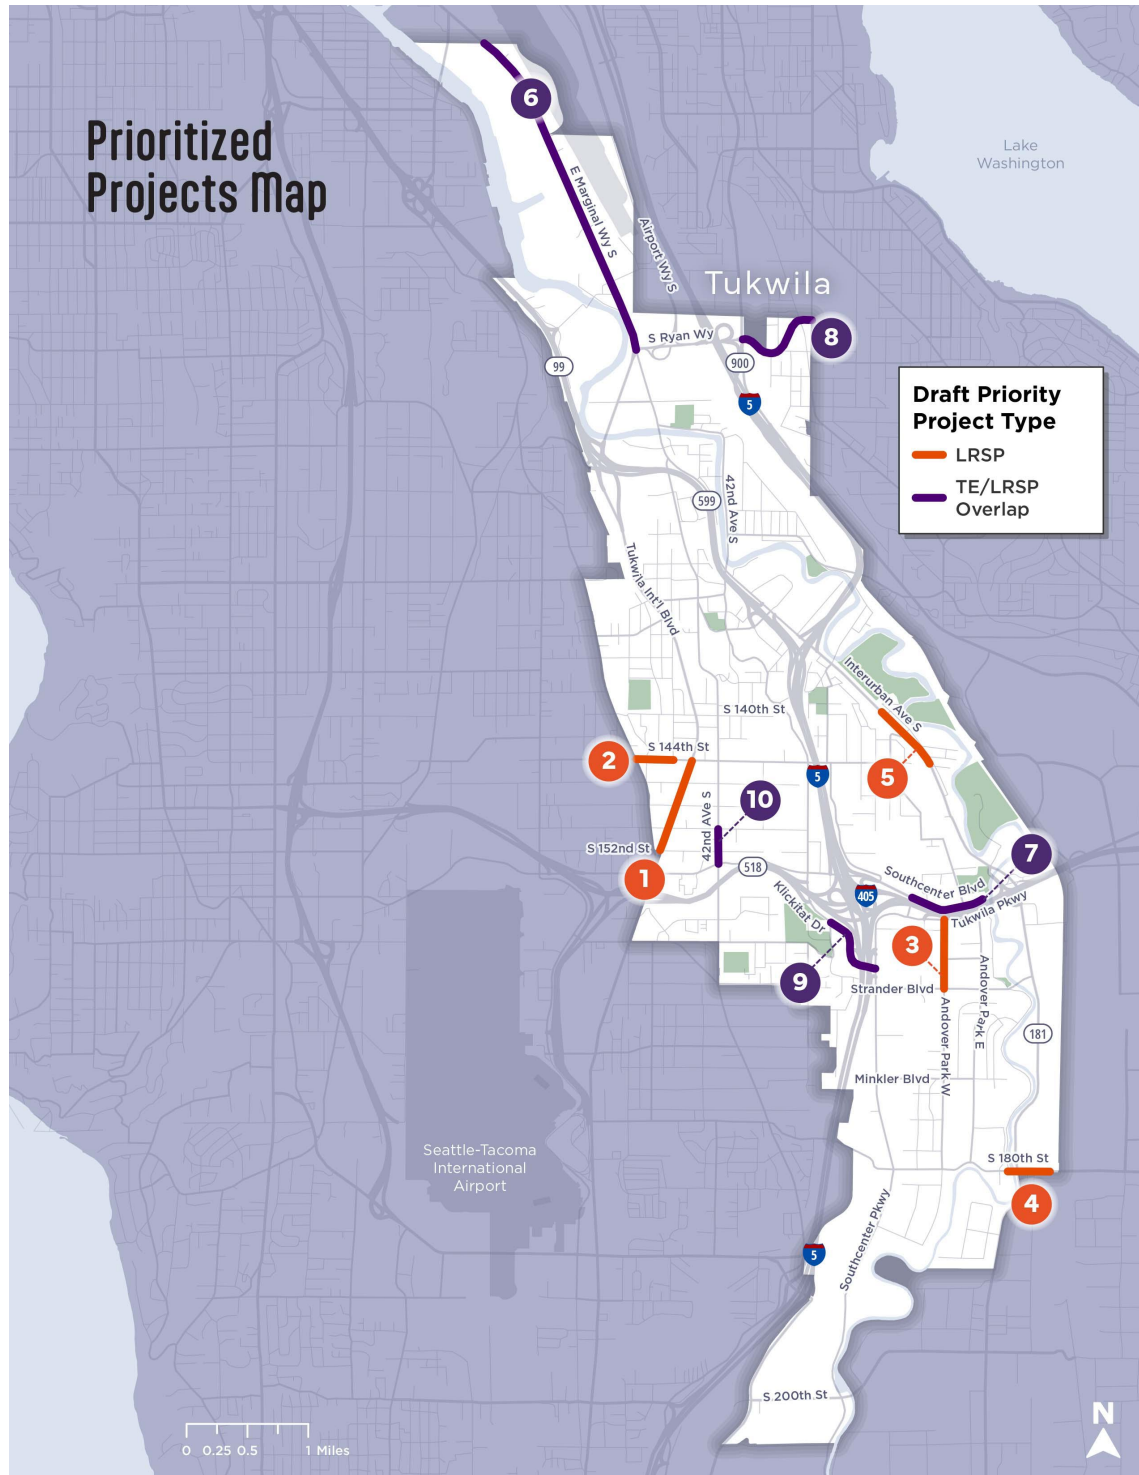 Prioritized
Projects Map
Lake
Washington
6
E Marginal Wy S
Airport Wy S
Tukwila
S Ryan Wy
8
99
900
5
Draft Priority
Project Type
LRSP
TE/LRSP
Overlap
599
42nd Ave S
Tukwila Int'l Blvd
Interurban Ave S
S 140th St
S 144th St
2
5
5
10
42nd AVe S
S 152nd St
1
518
7
Southcenter Blvd
405
Tukwila Pkwy
Klickitat Dr
3
9
Strander Blvd
Andover Park E
Andover Park W
181
Minkler Blvd
Seattle-Tacoma
International
Airport
S 180th St
4
Southcenter Pkwy
5
S 200th St
N
0 0.25 0.5 1 Miles